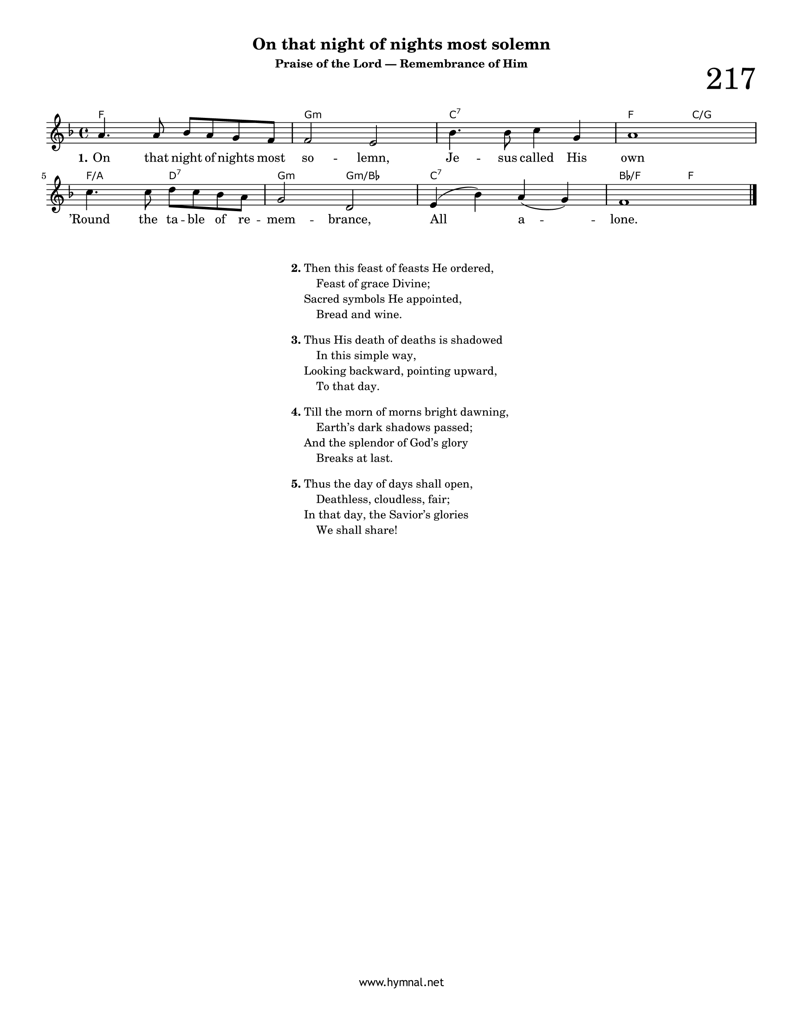 On that night of nights most solemn
Praise of the Lord — Remembrance of Him
217
F Gm C7 F C/G
1. On that night of nights most so - lemn, Je - sus called His own
5 F/A D7 Gm Gm/B♭ C7 B♭/F F
’Round the ta - ble of re - mem - brance, All a - - lone.
2. Then this feast of feasts He ordered,
Feast of grace Divine;
Sacred symbols He appointed,
Bread and wine.
3. Thus His death of deaths is shadowed
In this simple way,
Looking backward, pointing upward,
To that day.
4. Till the morn of morns bright dawning,
Earth’s dark shadows passed;
And the splendor of God’s glory
Breaks at last.
5. Thus the day of days shall open,
Deathless, cloudless, fair;
In that day, the Savior’s glories
We shall share!
www.hymnal.net